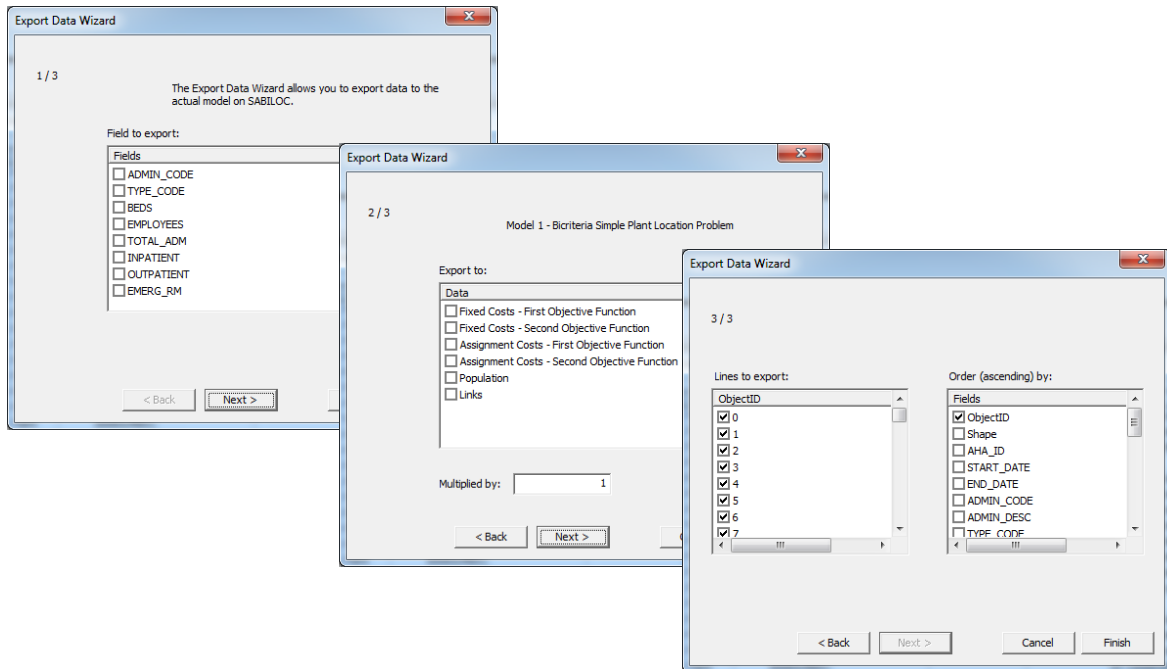 Export Data Wizard
1 / 3
The Export Data Wizard allows you to export data to the
actual model on SABILOC.
Field to export:
Fields
ADMIN_CODE
TYPE_CODE
BEDS
EMPLOYEES
TOTAL_ADM
INPATIENT
OUTPATIENT
EMERG_RM
< Back
Next >
Export Data Wizard
2 / 3
Model 1 - Bicriteria Simple Plant Location Problem
Export to:
Data
Fixed Costs - First Objective Function
Fixed Costs - Second Objective Function
Assignment Costs - First Objective Function
Assignment Costs - Second Objective Function
Population
Links
Multiplied by: 1
< Back
Next >
Export Data Wizard
3 / 3
Lines to export:
ObjectID
0
1
2
3
4
5
6
7
Order (ascending) by:
Fields
ObjectID
Shape
AHA_ID
START_DATE
END_DATE
ADMIN_CODE
ADMIN_DESC
TYPE_CODE
< Back
Next >
Cancel
Finish